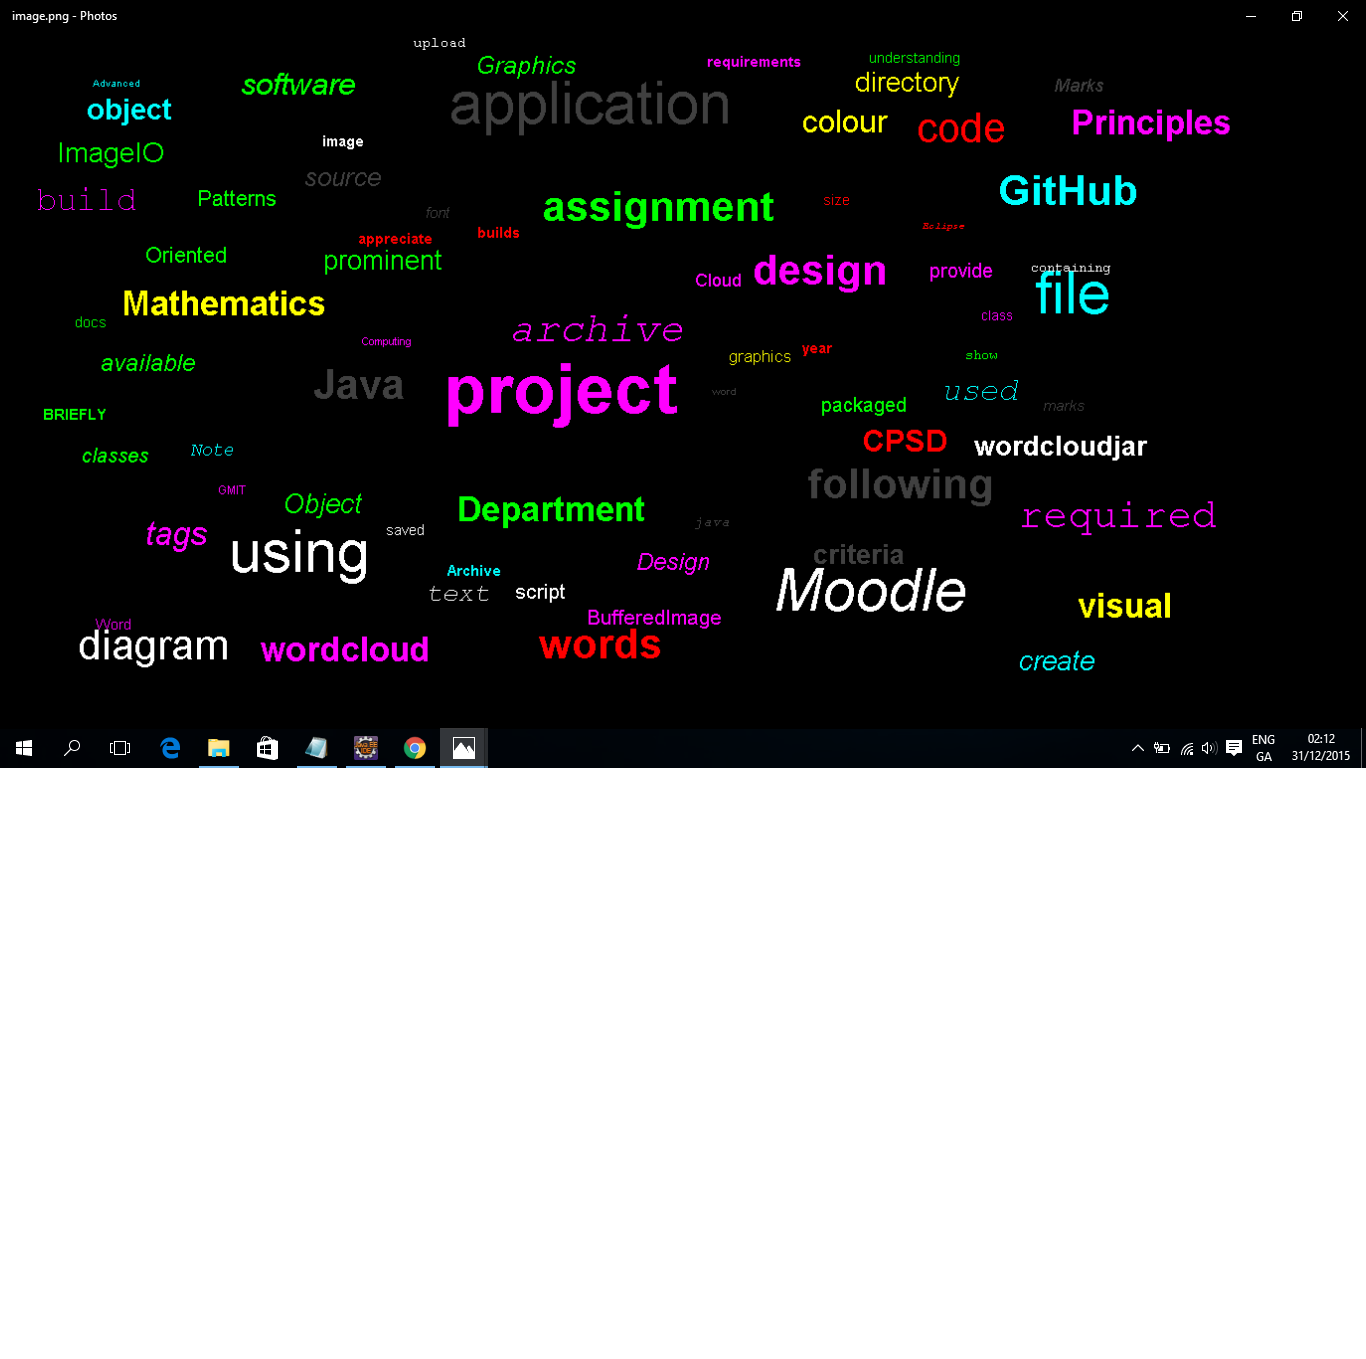 image.png - Photos
upload
Graphics
requirements
understanding
Advanced
software
directory
Marks
object
application
colour
code
Principles
ImageIO
image
source
build
Patterns
font
assignment
size
GitHub
Eclipse
appreciate
builds
Oriented
prominent
Cloud
design
provide
containing
file
Mathematics
docs
archive
class
available
Computing
graphics
year
show
Java
project
word
packaged
used
marks
BRIEFLY
classes
Note
CPSD
wordcloudjar
GMIT
Object
Department
following
required
tags
using
saved
java
Design
criteria
Archive
text
script
Moodle
visual
Word
diagram
wordcloud
BufferedImage
words
create
ENG
GA
02:12
31/12/2015